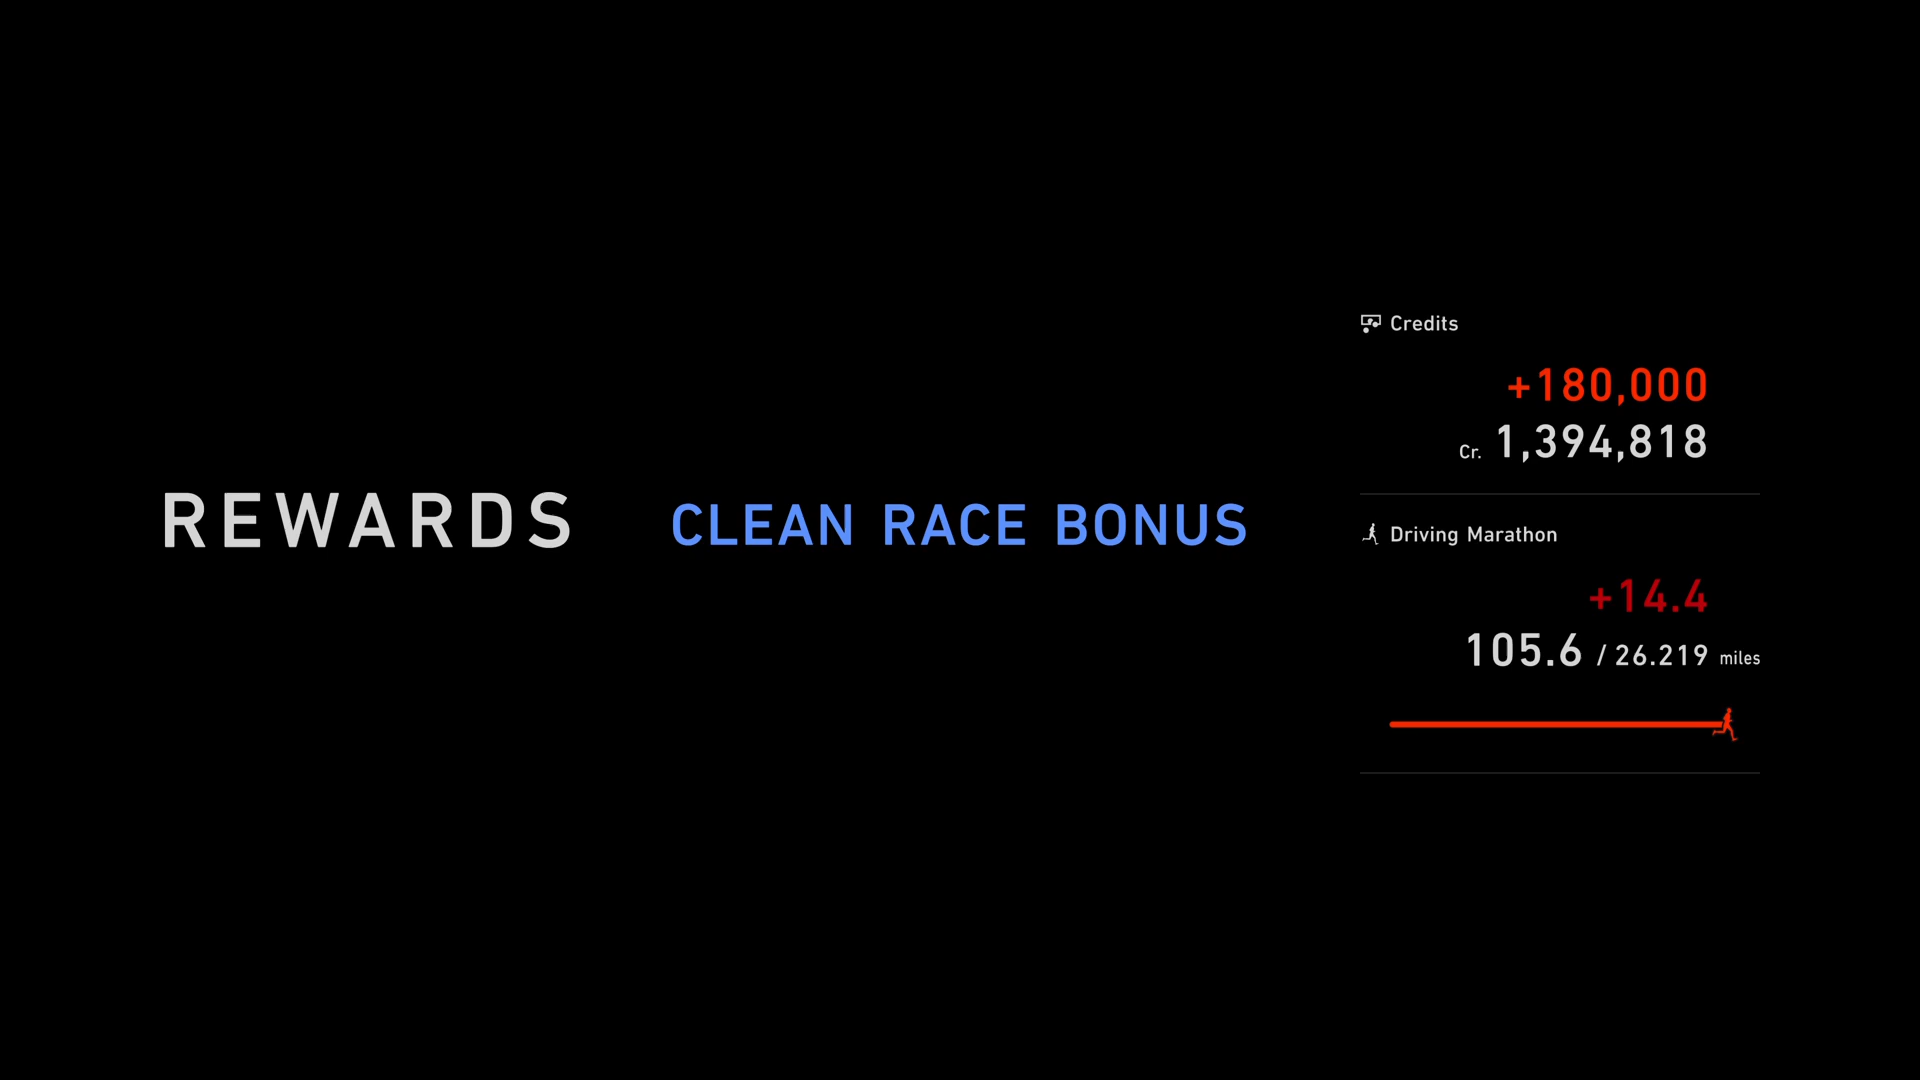 REWARDS
CLEAN RACE BONUS
Credits
+180,000
Cr. 1,394,818
Driving Marathon
+14.4
105.6 / 26.219 miles